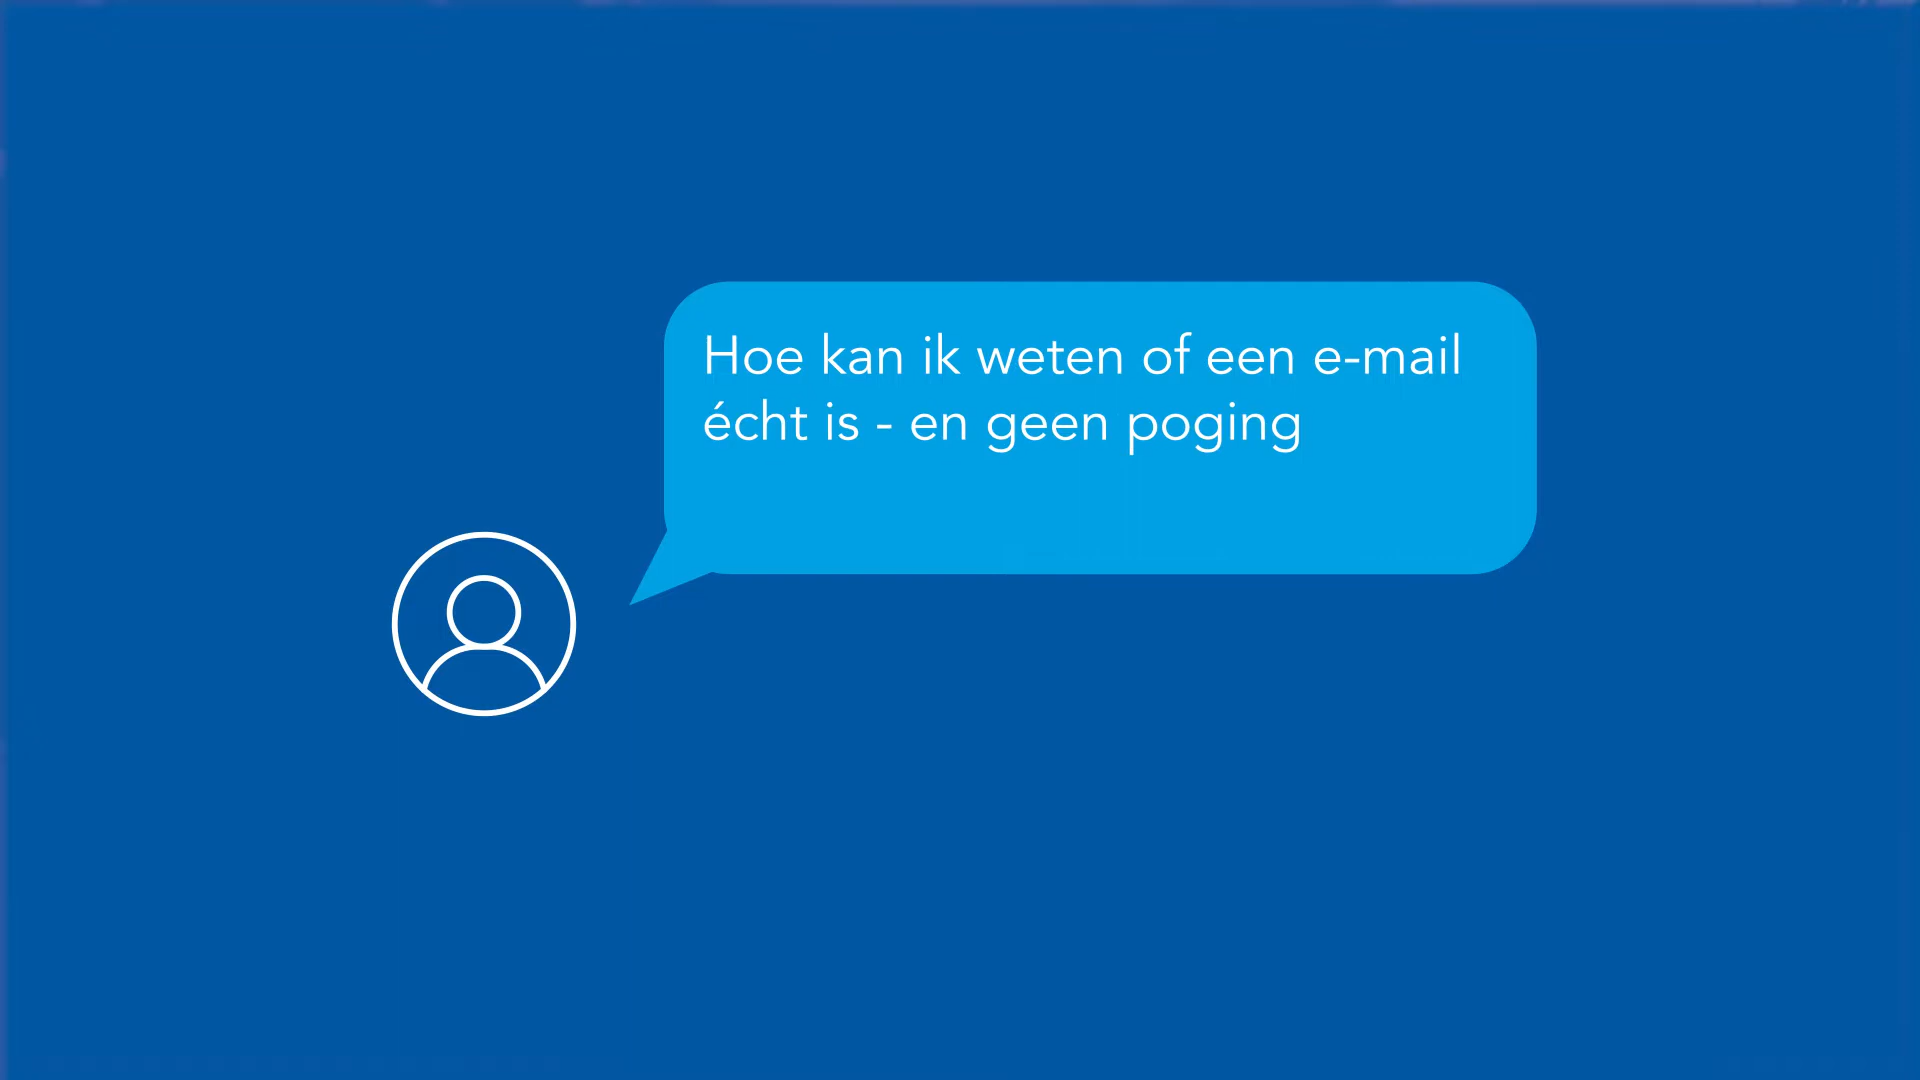 Hoe kan ik weten of een e-mail
écht is - en geen poging